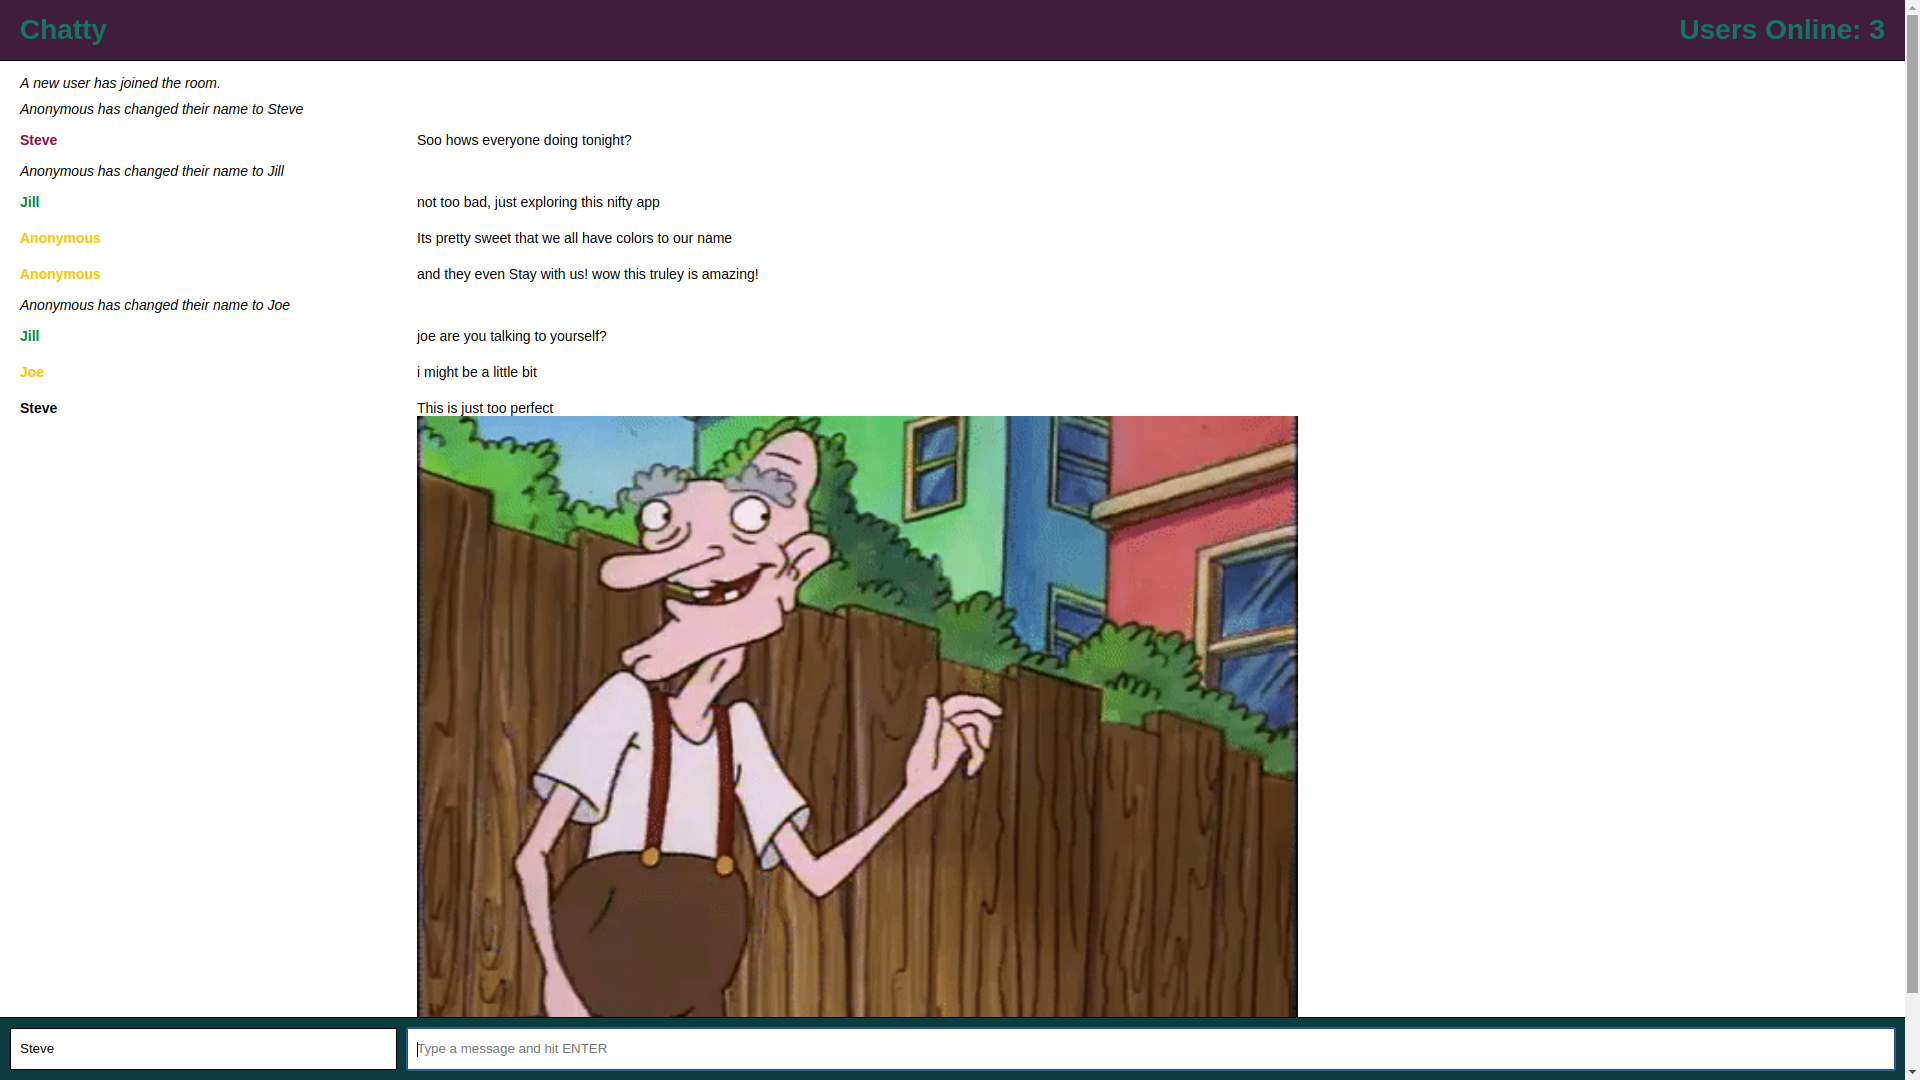 Chatty
Users Online: 3
A new user has joined the room.
Anonymous has changed their name to Steve
Steve
Soo hows everyone doing tonight?
Anonymous has changed their name to Jill
Jill
not too bad, just exploring this nifty app
Anonymous
Its pretty sweet that we all have colors to our name
Anonymous
and they even Stay with us! wow this truley is amazing!
Anonymous has changed their name to Joe
Jill
joe are you talking to yourself?
Joe
i might be a little bit
Steve
This is just too perfect
Steve
Type a message and hit ENTER